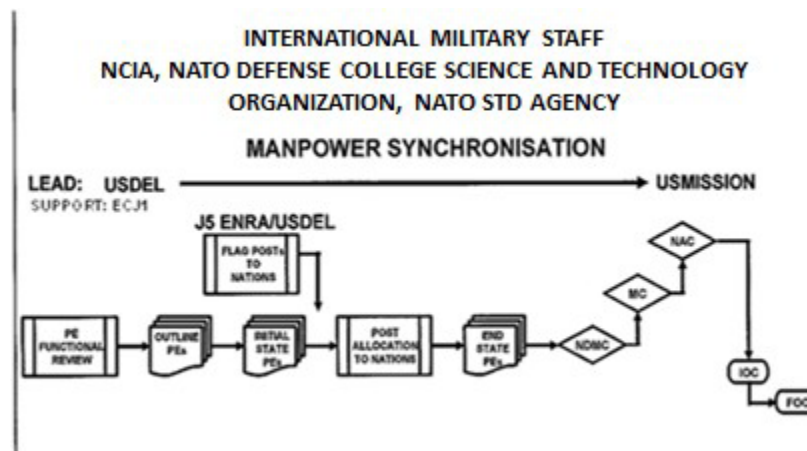 INTERNATIONAL MILITARY STAFF
NCIA, NATO DEFENSE COLLEGE SCIENCE AND TECHNOLOGY
ORGANIZATION, NATO STD AGENCY
MANPOWER SYNCHRONISATION
LEAD: USDEL
USMISSION
SUPPORT: ECJ1
J5 ENRA/USDEL
FLAG POSTs
TO
NATIONS
NAC
MC
PE
FUNCTIONAL
REVIEW
OUTLINE
PEs
INITIAL
STATE
PEs
POST
ALLOCATION
TO NATIONS
END
STATE
PEs
NDMC
IOC
FOC